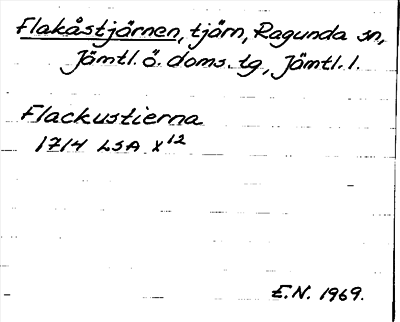 Flakåstjärnen, tjärn, Ragunda sn,
Jämtl. ö. doms. tg, Jämtl. l.
Flackustierna
1714 LSA X12
E.N. 1969.